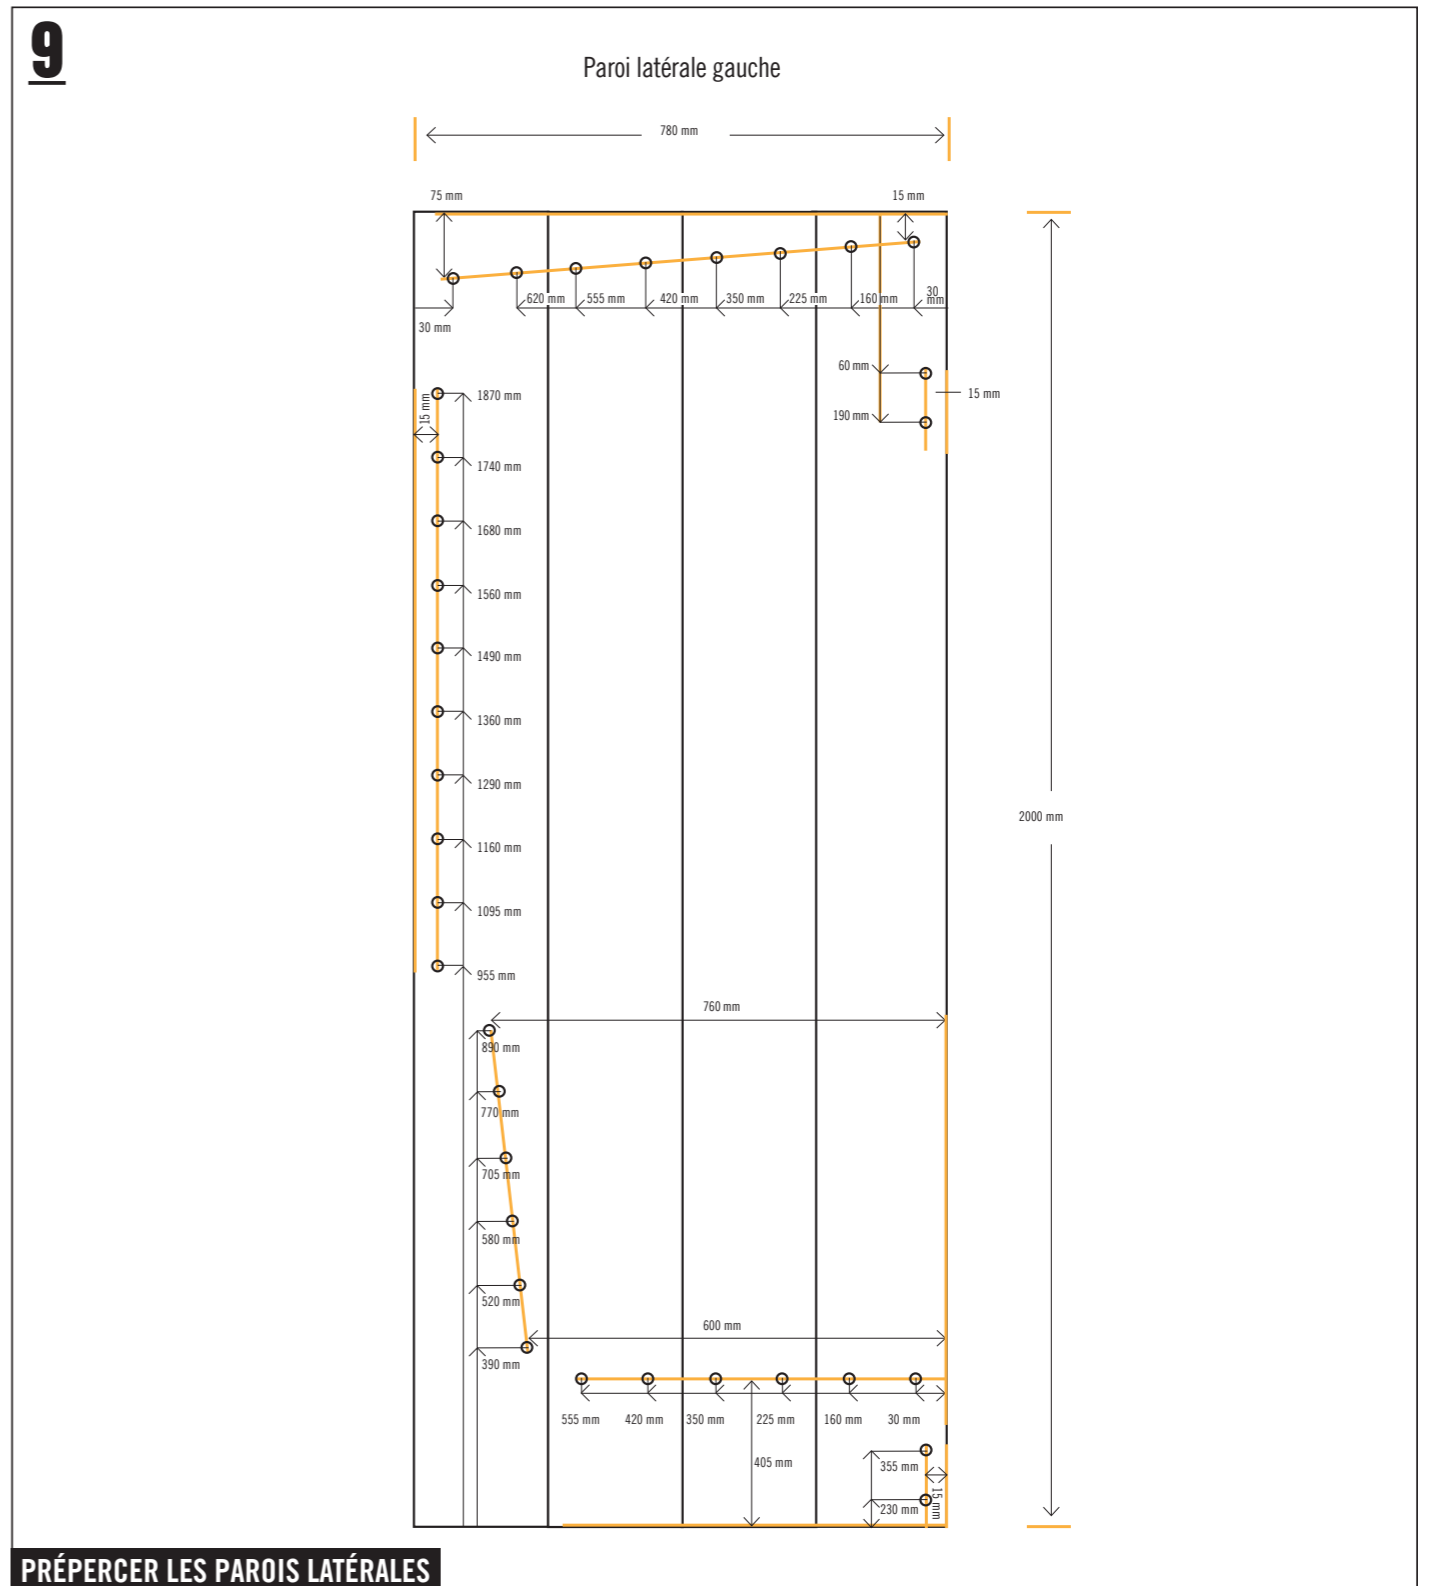 9
Paroi latérale gauche
780 mm
75 mm
15 mm
620 mm
555 mm
420 mm
350 mm
225 mm
160 mm
30 mm
30 mm
60 mm
15 mm
190 mm
15 mm
1870 mm
1740 mm
1680 mm
1560 mm
1490 mm
1360 mm
1290 mm
1160 mm
1095 mm
955 mm
2000 mm
760 mm
890 mm
770 mm
705 mm
580 mm
520 mm
390 mm
600 mm
555 mm
420 mm
350 mm
225 mm
160 mm
30 mm
405 mm
355 mm
15 mm
230 mm
PRÉPERCER LES PAROIS LATÉRALES